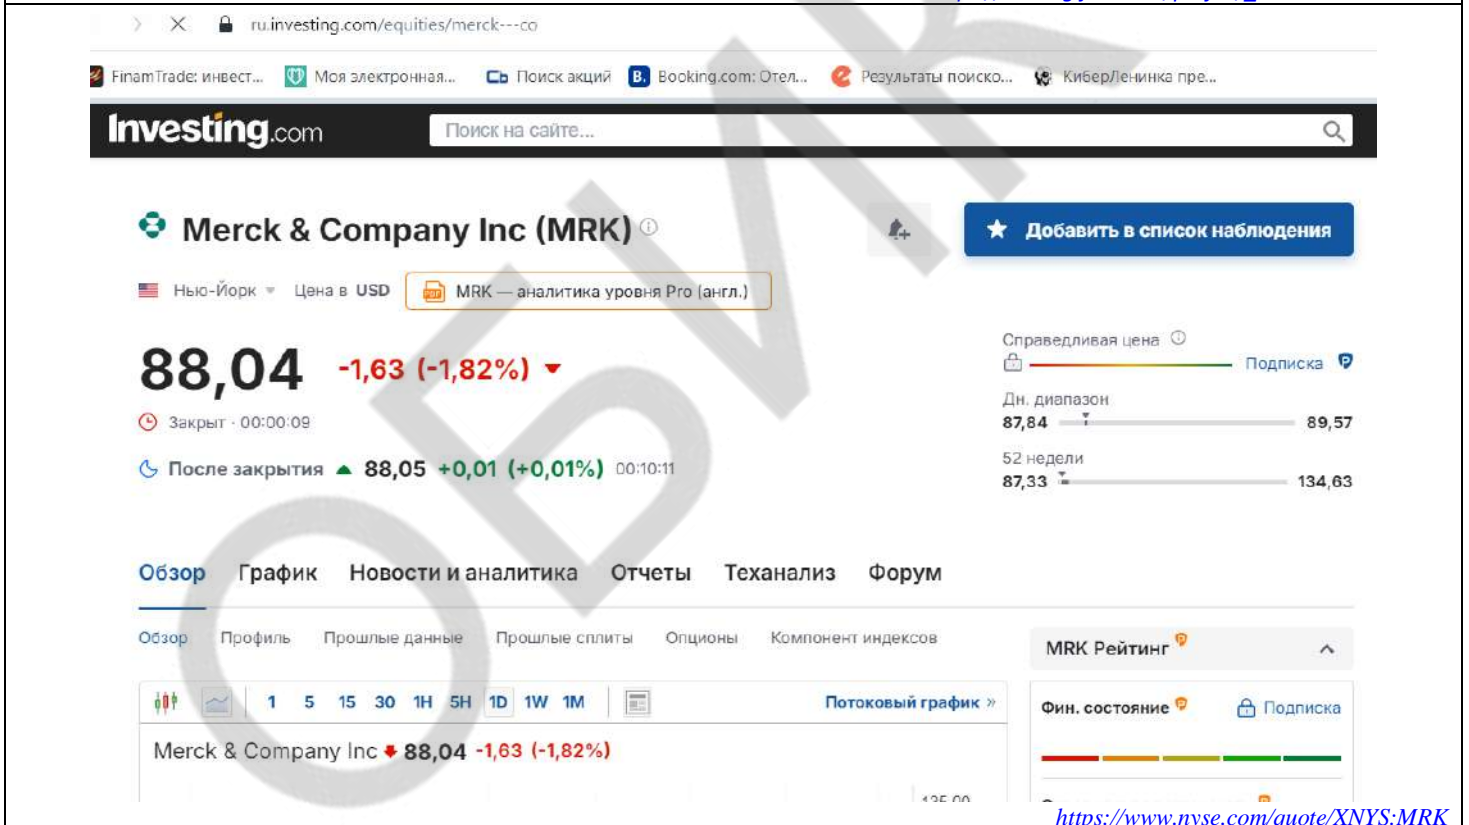 ru.investing.com/equities/merck---co
FinamTrade: инвест... Моя электронная... Сb Поиск акций B. Booking.com: Отел... Результаты поиско... КиберЛенинка пре...
Investing.com Поиск на сайте...
Merck & Company Inc (MRK)
Добавить в список наблюдения
Нью-Йорк Цена в USD PDF MRK — аналитика уровня Pro (англ.)
88,04 -1,63 (-1,82%)
Справедливая цена
Подписка
Дн. диапазон
87,84 89,57
Закрыт · 00:00:09
52 недели
87,33 134,63
После закрытия 88,05 +0,01 (+0,01%) 00:10:11
Обзор График Новости и аналитика Отчеты Теханализ Форум
Обзор Профиль Прошлые данные Прошлые сплиты Опционы Компонент индексов
MRK Рейтинг
1 5 15 30 1H 5H 1D 1W 1M Потоковый график »
Фин. состояние Подписка
Merck & Company Inc 88,04 -1,63 (-1,82%)
https://www.nyse.com/quote/XNYS:MRK
ОБИК